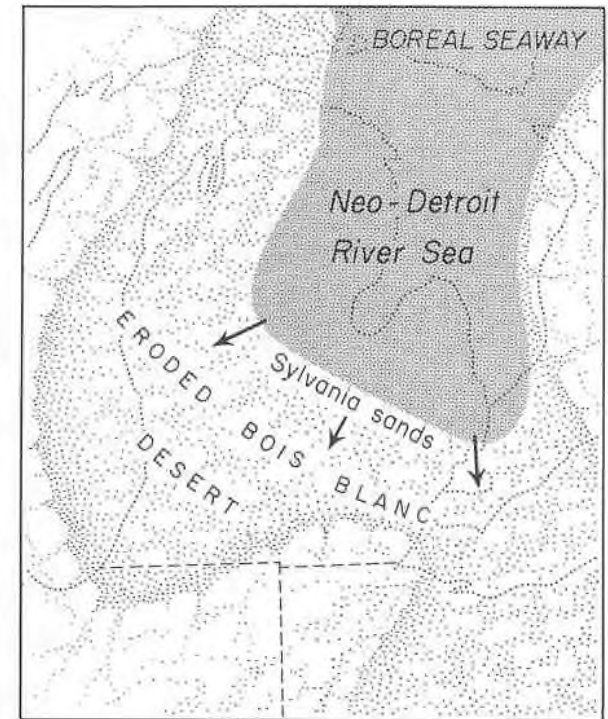 BOREAL SEAWAY
Neo-Detroit
River Sea
Sylvania sands
ERODED BOIS BLANC
DESERT